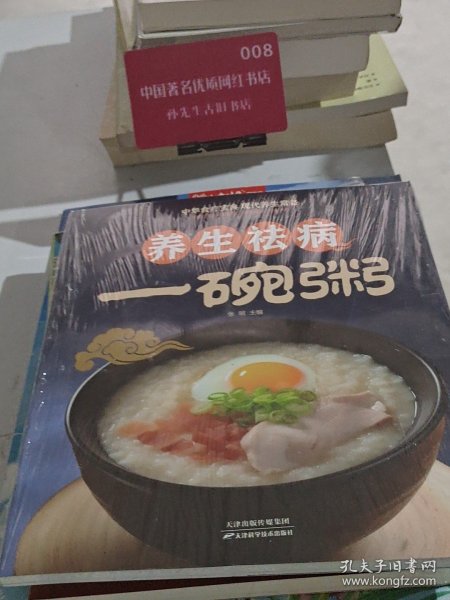 008
中国著名优质网红书店
孙先生古旧书店
养生祛病
一碗粥
主编
天津出版传媒集团
天津科学技术出版社
孔夫子旧书网
www.kongfz.com